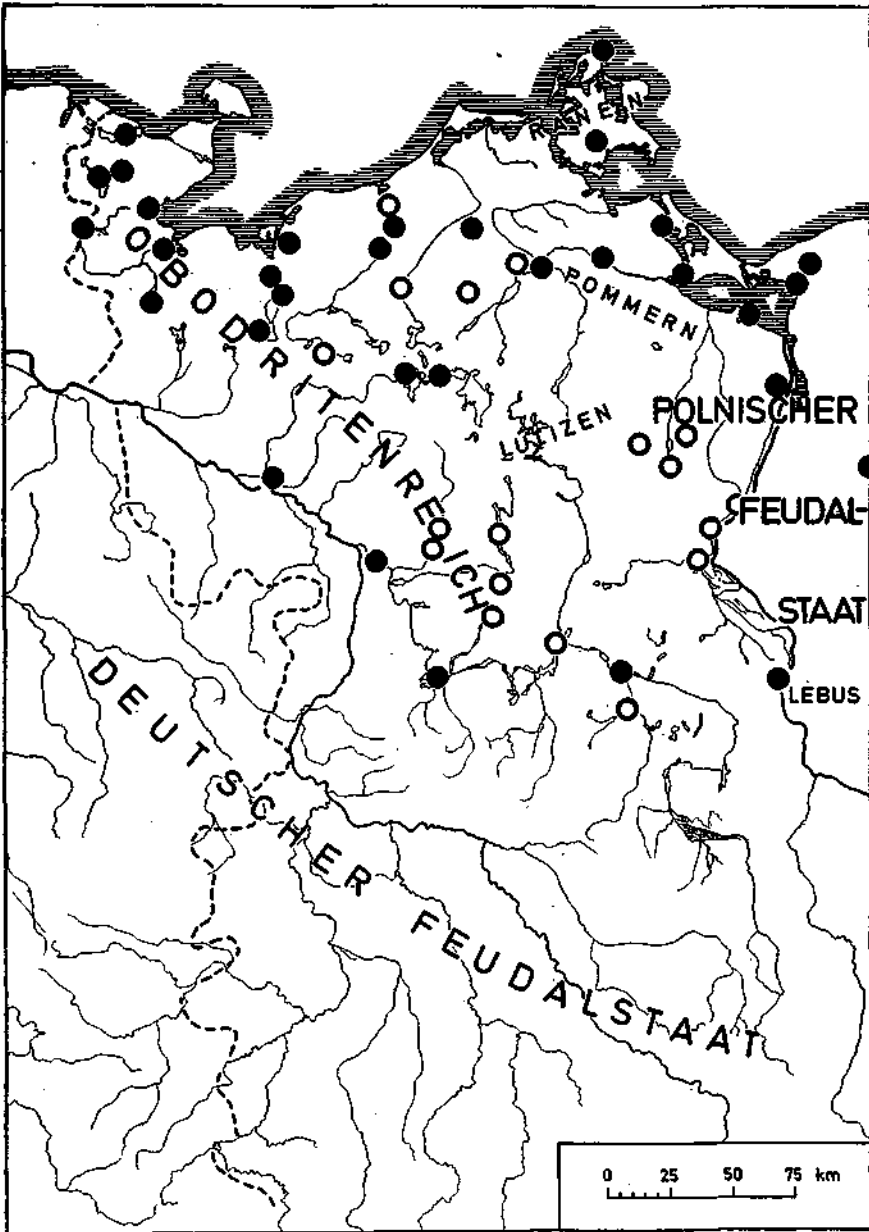 RANEN
OBODRITENREICH
POMMERN
LUTIZEN
POLNISCHER
FEUDAL-
STAAT
LEBUS
DEUTSCHER FEUDALSTAAT
0 25 50 75 km